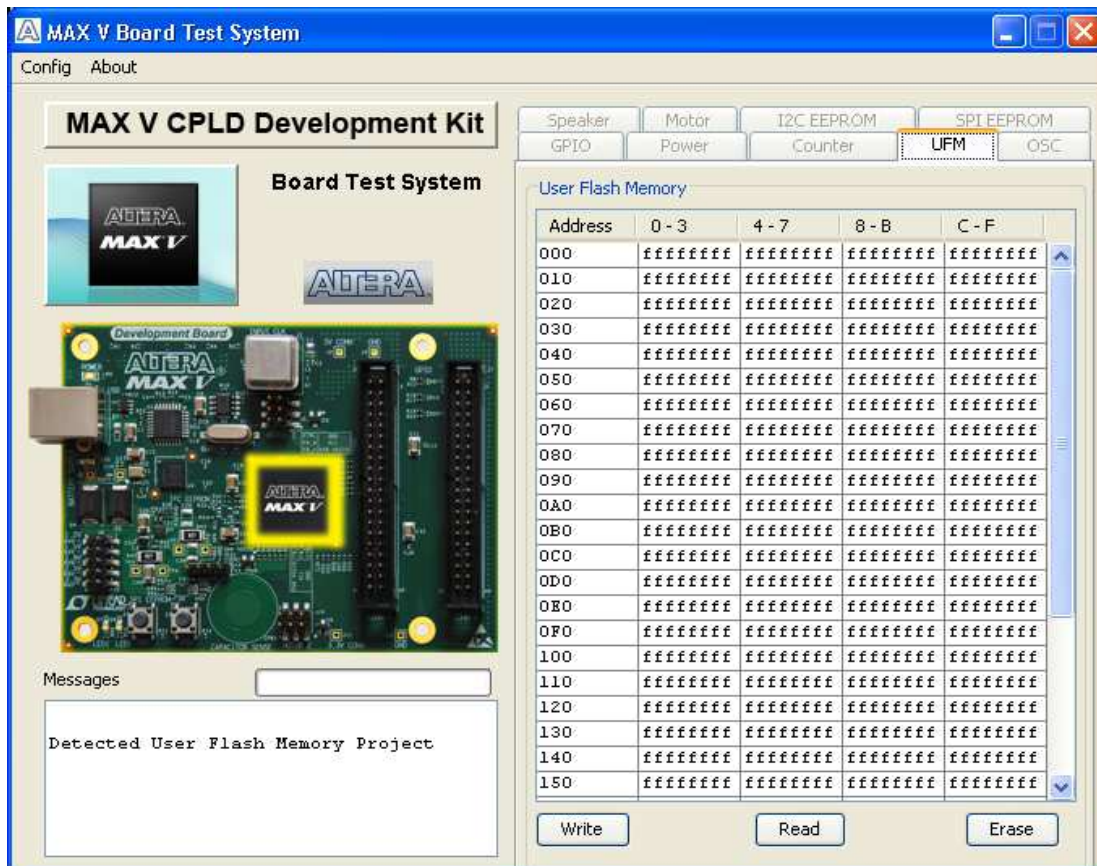 MAX V Board Test System
Config About
MAX V CPLD Development Kit
Board Test System
ALTERA
MAX V
ALTERA
Development Board
ALTERA
MAX V
ALTERA
MAX V
Messages
Detected User Flash Memory Project
Speaker Motor I2C EEPROM SPI EEPROM
GPIO Power Counter UFM OSC
User Flash Memory
Address 0 - 3 4 - 7 8 - B C - F
000 ffffffff ffffffff ffffffff ffffffff
010 ffffffff ffffffff ffffffff ffffffff
020 ffffffff ffffffff ffffffff ffffffff
030 ffffffff ffffffff ffffffff ffffffff
040 ffffffff ffffffff ffffffff ffffffff
050 ffffffff ffffffff ffffffff ffffffff
060 ffffffff ffffffff ffffffff ffffffff
070 ffffffff ffffffff ffffffff ffffffff
080 ffffffff ffffffff ffffffff ffffffff
090 ffffffff ffffffff ffffffff ffffffff
0A0 ffffffff ffffffff ffffffff ffffffff
0B0 ffffffff ffffffff ffffffff ffffffff
0C0 ffffffff ffffffff ffffffff ffffffff
0D0 ffffffff ffffffff ffffffff ffffffff
0E0 ffffffff ffffffff ffffffff ffffffff
0F0 ffffffff ffffffff ffffffff ffffffff
100 ffffffff ffffffff ffffffff ffffffff
110 ffffffff ffffffff ffffffff ffffffff
120 ffffffff ffffffff ffffffff ffffffff
130 ffffffff ffffffff ffffffff ffffffff
140 ffffffff ffffffff ffffffff ffffffff
150 ffffffff ffffffff ffffffff ffffffff
Write Read Erase